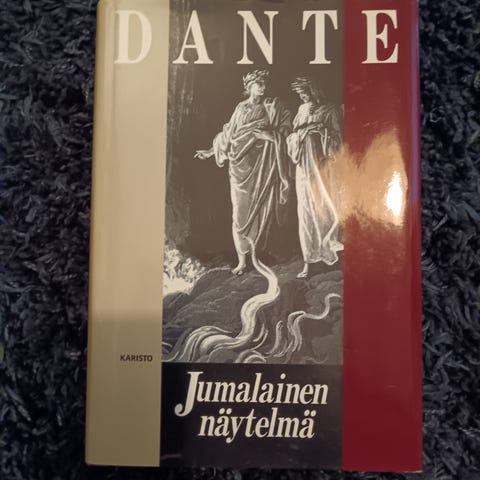 DANTE
KARISTO
Jumalainen
näytelmä